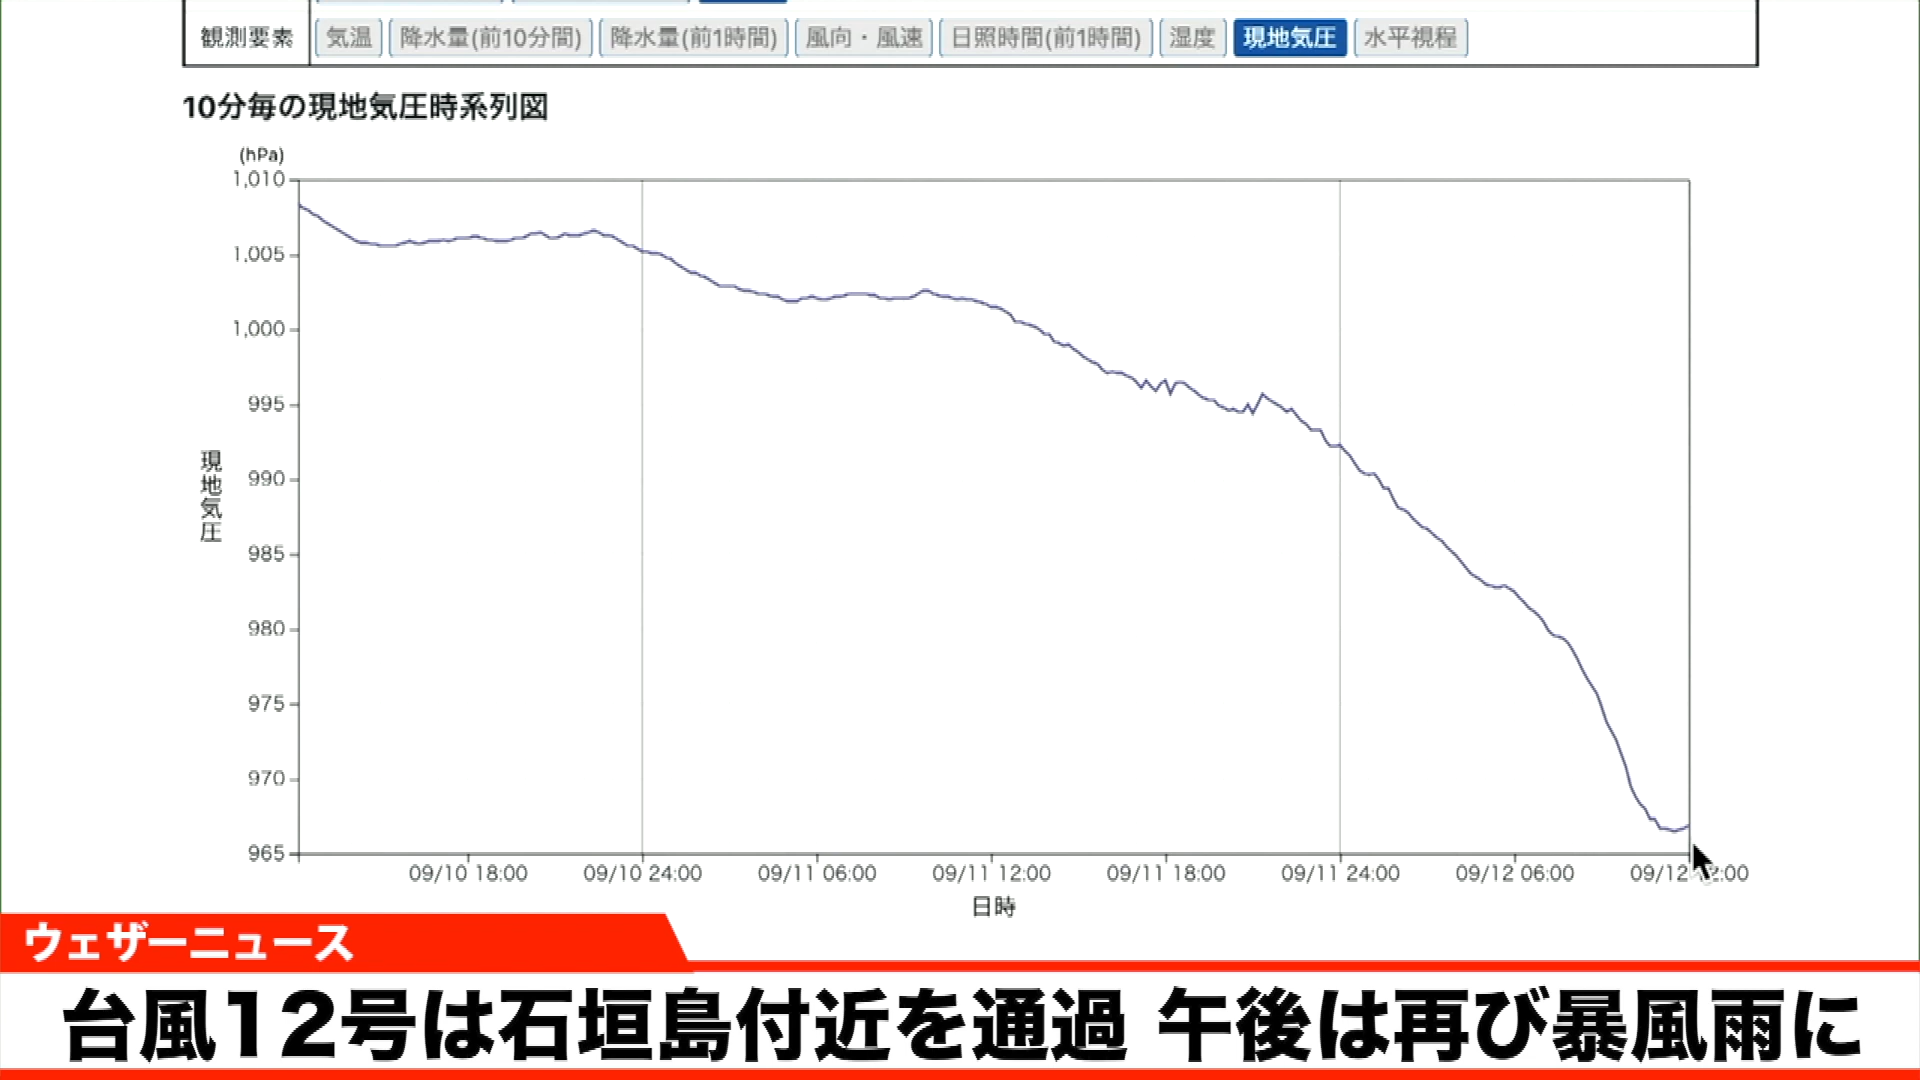 観測要素 気温 降水量(前10分間) 降水量(前1時間) 風向・風速 日照時間(前1時間) 湿度 現地気圧 水平視程
10分毎の現地気圧時系列図
(hPa)
1,010
1,005
1,000
995
990
985
980
975
970
965
現地気圧
09/10 18:00 09/10 24:00 09/11 06:00 09/11 12:00 09/11 18:00 09/11 24:00 09/12 06:00 09/12 2:00
日時
ウェザーニュース
台風12号は石垣島付近を通過 午後は再び暴風雨に